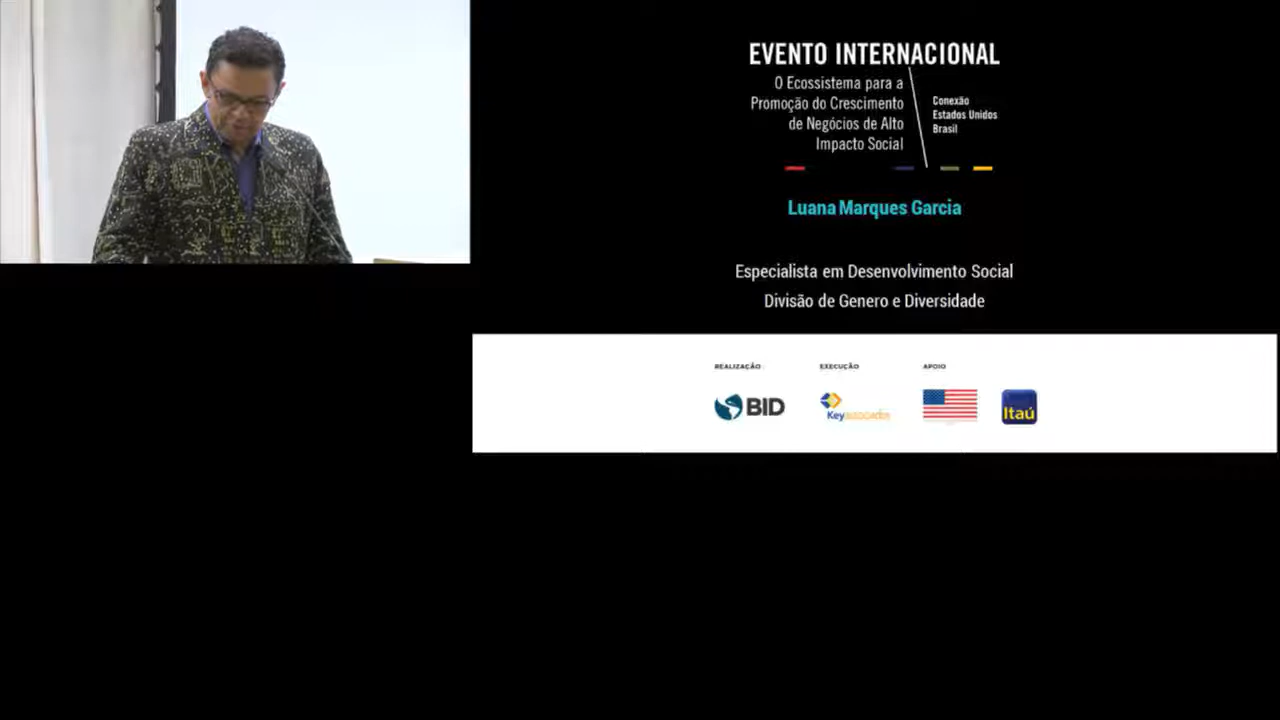 EVENTO INTERNACIONAL
O Ecossistema para a
Promoção do Crescimento
de Negócios de Alto
Impacto Social
Conexão
Estados Unidos
Brasil
Luana Marques Garcia
Especialista em Desenvolvimento Social
Divisão de Genero e Diversidade
REALIZAÇÃO
EXECUÇÃO
APOIO
BID
Keyassociados
Itaú